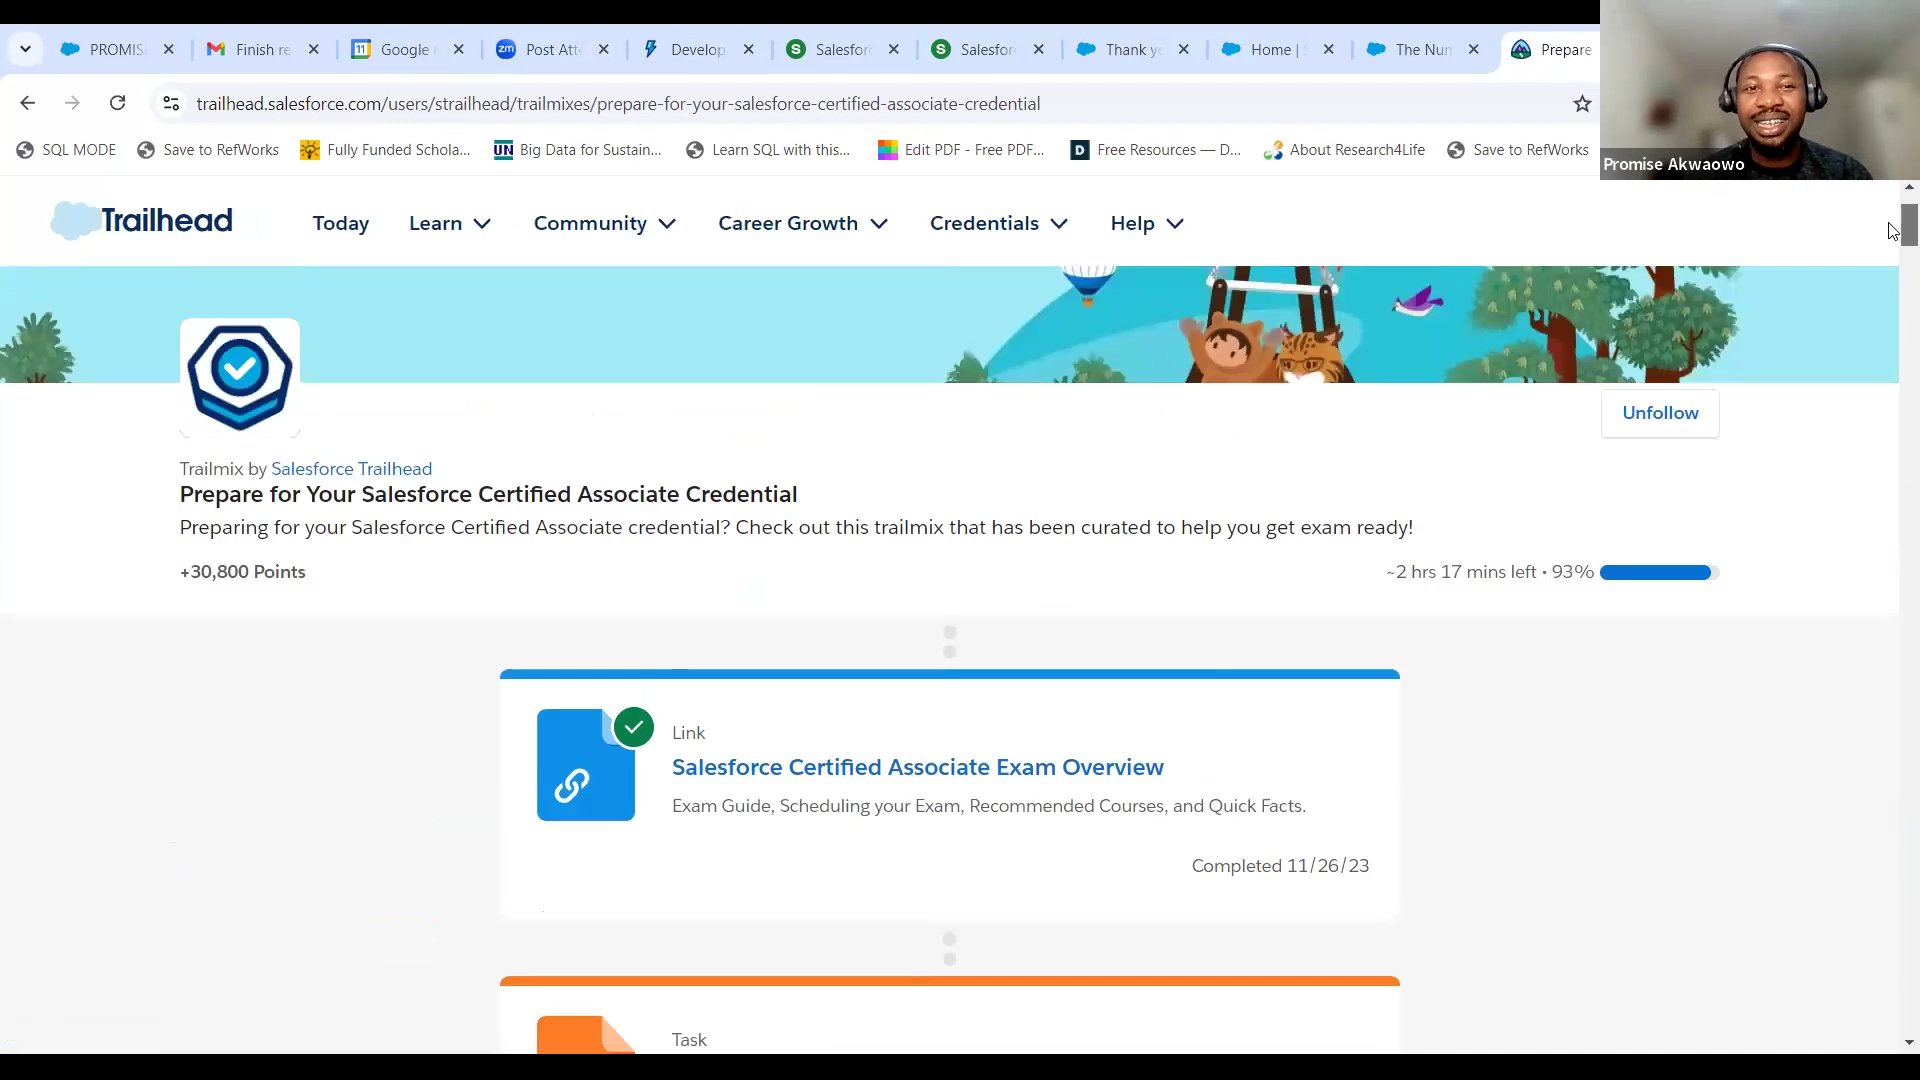 PROMIS
Finish re
11
Google
zm
Post Att
Develop
S
Salesfor
S
Salesfor
Thank y
Home |
The Num
Prepare
trailhead.salesforce.com/users/strailhead/trailmixes/prepare-for-your-salesforce-certified-associate-credential
SQL MODE
Save to RefWorks
Fully Funded Schola...
UN
Big Data for Sustain...
Learn SQL with this...
Edit PDF - Free PDF...
D
Free Resources — D...
About Research4Life
Save to RefWorks
Promise Akwaowo
Trailhead
Today
Learn
Community
Career Growth
Credentials
Help
Unfollow
Trailmix by Salesforce Trailhead
Prepare for Your Salesforce Certified Associate Credential
Preparing for your Salesforce Certified Associate credential? Check out this trailmix that has been curated to help you get exam ready!
+30,800 Points
~2 hrs 17 mins left • 93%
Link
Salesforce Certified Associate Exam Overview
Exam Guide, Scheduling your Exam, Recommended Courses, and Quick Facts.
Completed 11/26/23
Task